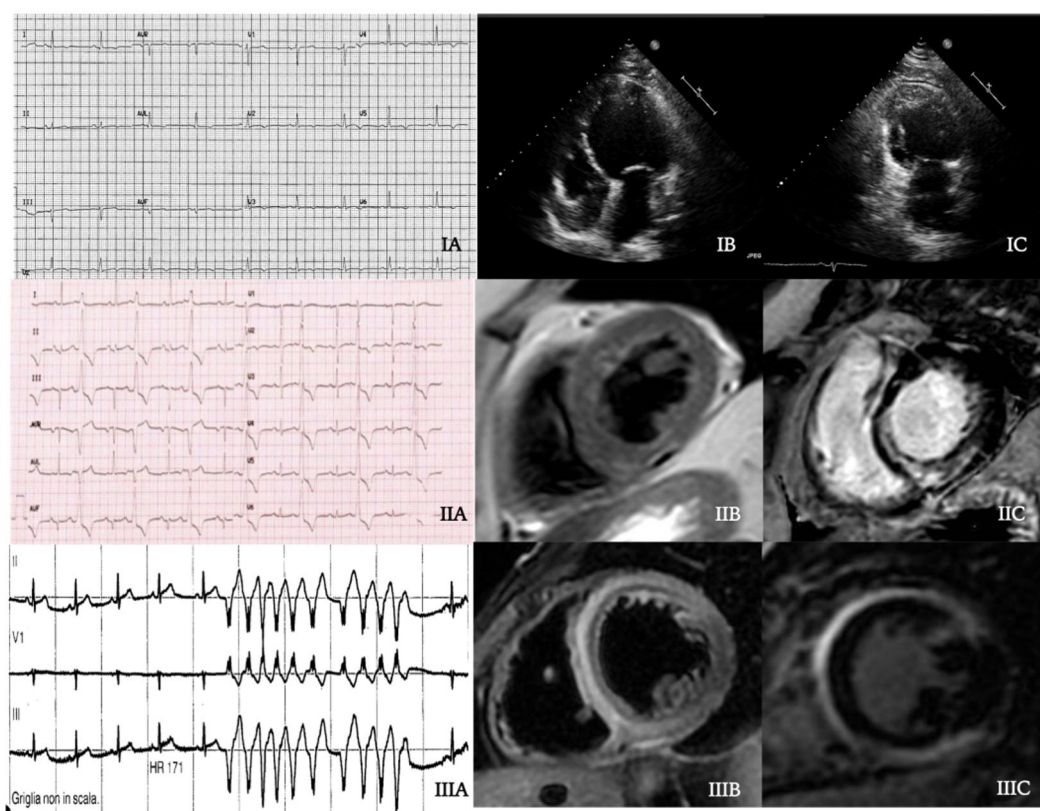 I AVR V1 V4
II AVL V2 V5
III AVF V3 V6
V2
IA
IB
JPEG
IC
I V1
II V2
III V3
AVR V4
AVL V5
AVF V6
IIA
IIB
IIC
II
V1
III
HR 171
Griglia non in scala.
IIIA
IIIB
IIIC